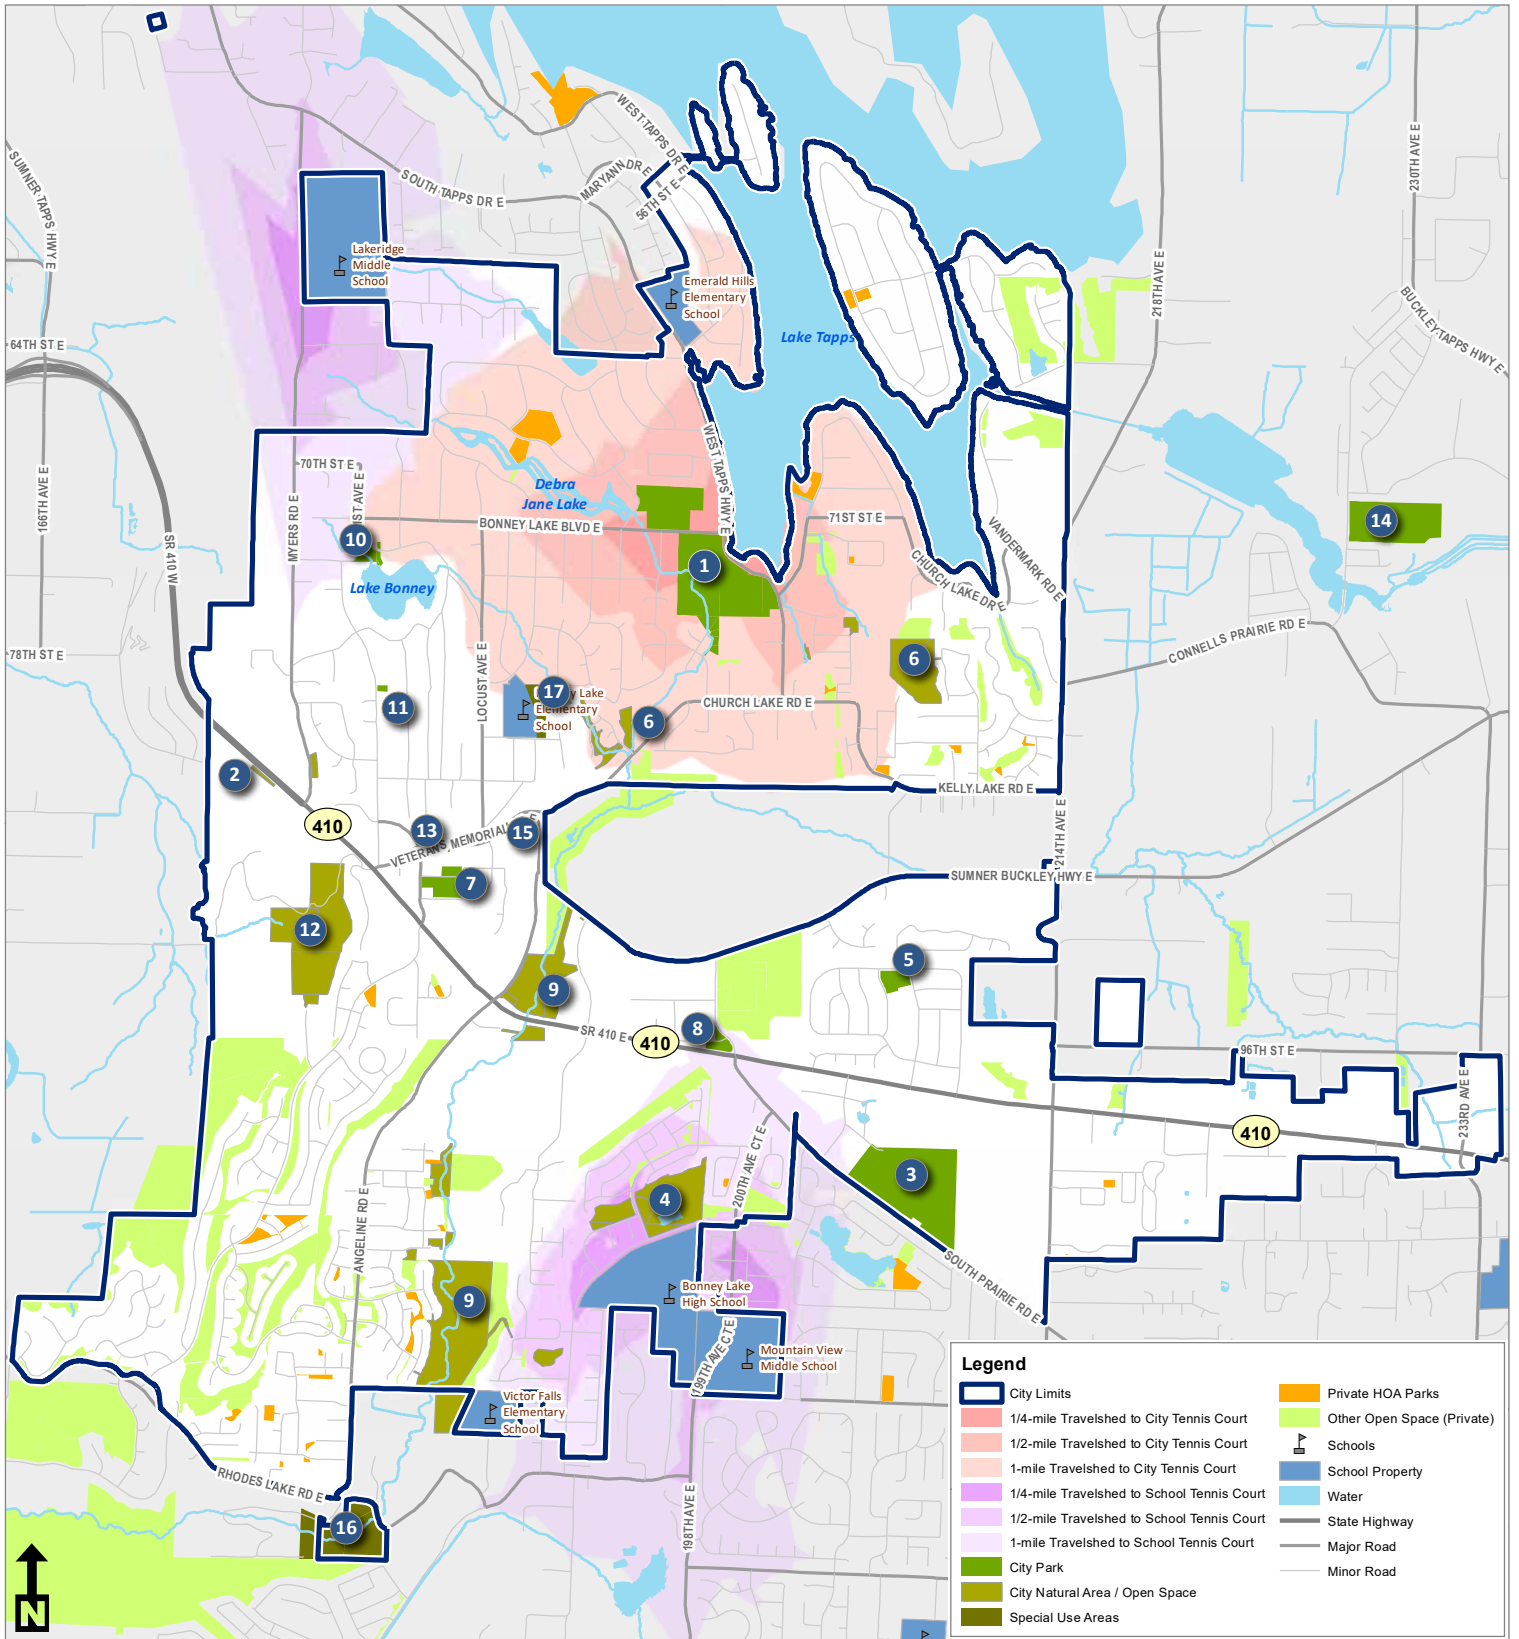 WEST TAPPS DR E
MARYANN DR E
56TH ST E
SOUTH TAPPS DR E
SUMNER TAPPS HWY E
230TH AVE E
218TH AVE E
BUCKLEY TAPPS HWY E
Lakeridge
Middle
School
Emerald Hills
Elementary
School
Lake Tapps
64TH ST E
WEST TAPPS HWY E
70TH ST E
MYERS RD E
166TH AVE E
SR 410 W
Debra
Jane Lake
BONNEY LAKE BLVD E
71ST ST E
VANDERMARK RD E
CHURCH LAKE DR E
14
10
1
Lake Bonney
CONNELLS PRAIRIE RD E
78TH ST E
LOCUST AVE E
6
17
Elementary
School
11
6
CHURCH LAKE RD E
2
KELLY LAKE RD E
410
13
15
VETERANS MEMORIAL
214TH AVE E
7
SUMNER BUCKLEY HWY E
12
5
9
8
SR 410 E
410
96TH ST E
233RD AVE E
410
200TH AVE CT E
3
4
ANGELINE RD E
SOUTH PRAIRIE RD E
9
Bonney Lake
High School
199TH AVE CT E
Mountain View
Middle School
Victor Falls
Elementary
School
RHODES LAKE RD E
16
198TH AVE E
N
Legend
City Limits
1/4-mile Travelshed to City Tennis Court
1/2-mile Travelshed to City Tennis Court
1-mile Travelshed to City Tennis Court
1/4-mile Travelshed to School Tennis Court
1/2-mile Travelshed to School Tennis Court
1-mile Travelshed to School Tennis Court
City Park
City Natural Area / Open Space
Special Use Areas
Private HOA Parks
Other Open Space (Private)
Schools
School Property
Water
State Highway
Major Road
Minor Road